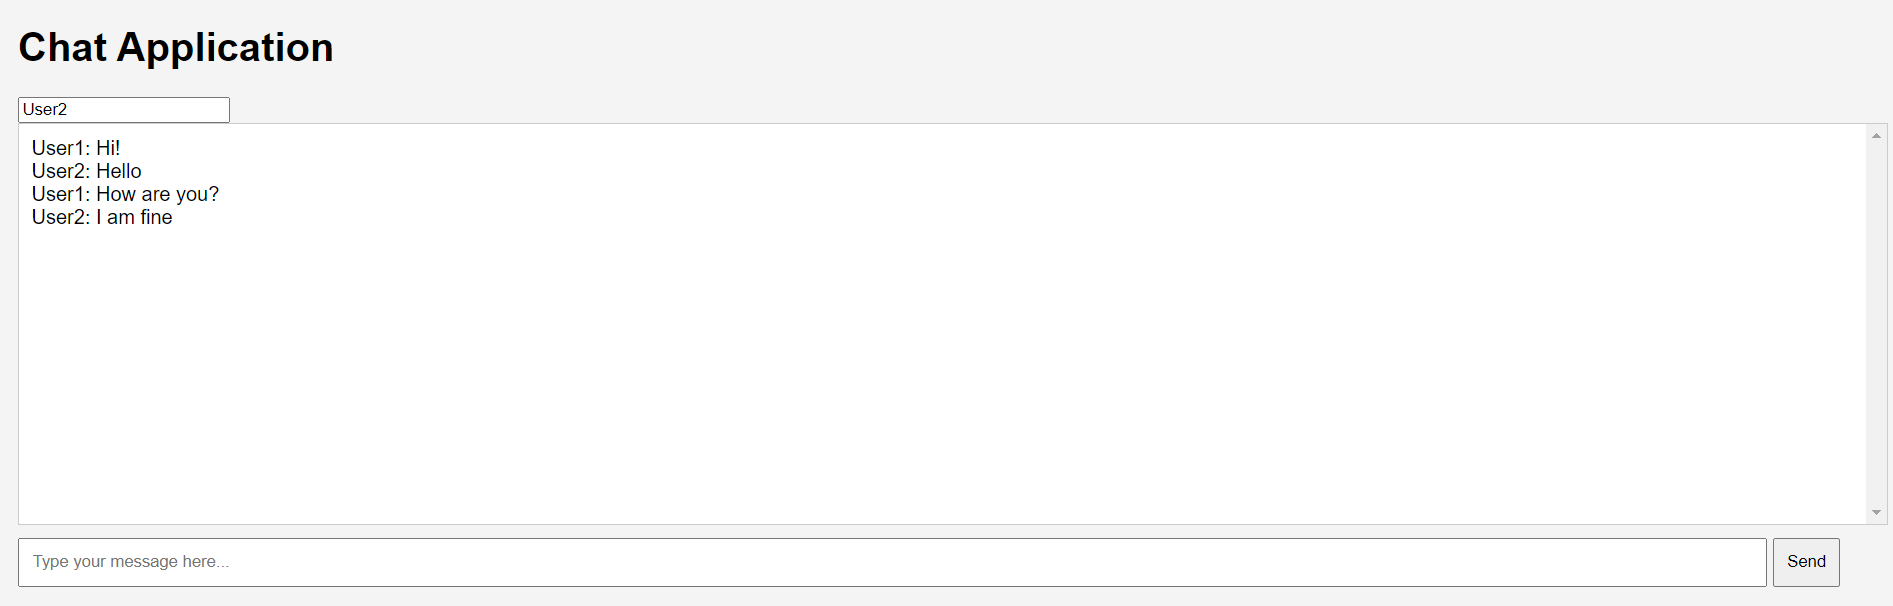 Chat Application
User2
User1: Hi!
User2: Hello
User1: How are you?
User2: I am fine
Type your message here...
Send